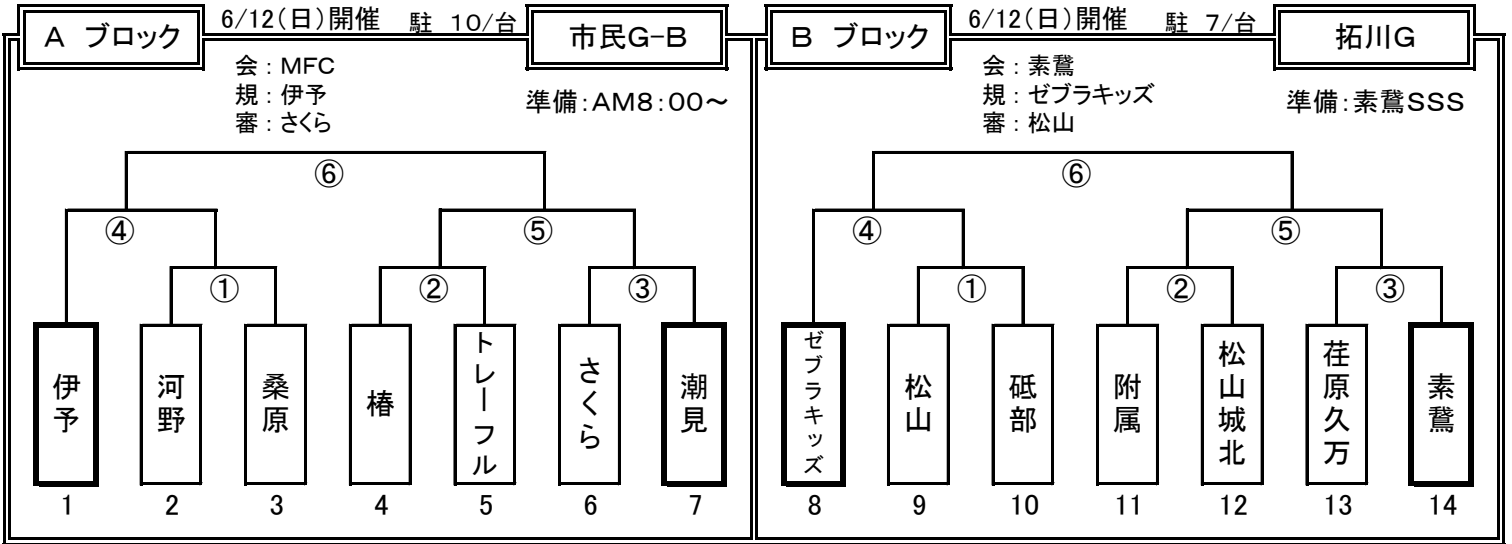 A ブロック
6/12(日)開催 駐 10/台
市民G-B
会:MFC
規:伊予
審:さくら
準備:AM8:00~
⑥
④
⑤
①
②
③
伊予
河野
桑原
椿
トレーフル
さくら
潮見
1 2 3 4 5 6 7
B ブロック
6/12(日)開催 駐 7/台
拓川G
会:素鵞
規:ゼブラキッズ
審:松山
準備:素鵞SSS
⑥
④
⑤
①
②
③
ゼブラキッズ
松山
砥部
附属
松山城北
荏原久万
素鵞
8 9 10 11 12 13 14